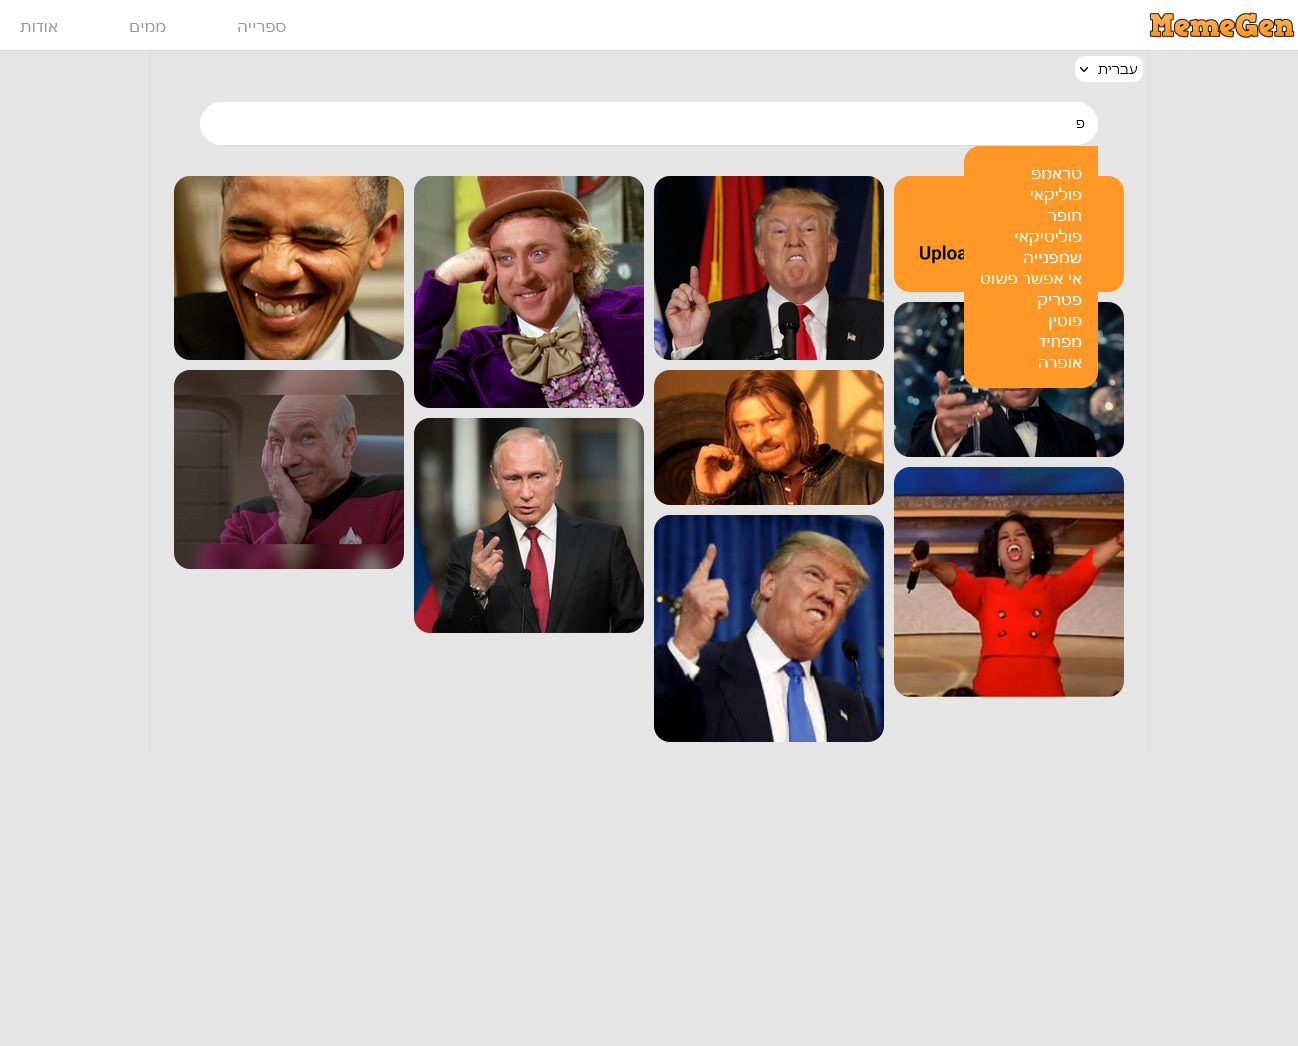 MemeGen
ספרייה
ממים
אודות
עברית
פ
טראמפ
פוליקאי
חופר
פוליטיקאי
שמפנייה
אי אפשר פשוט
פטריק
פוטין
מפחיד
אופרה
Uploa